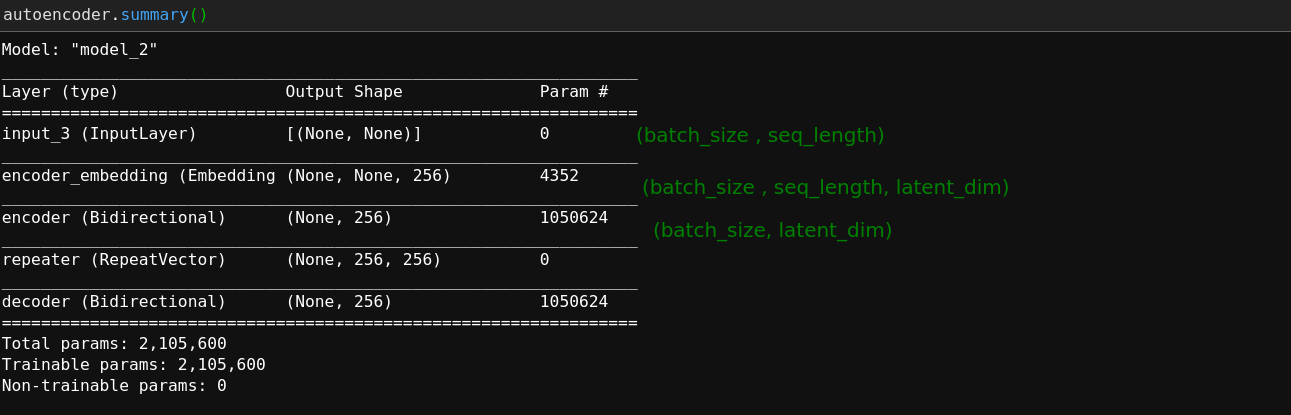 autoencoder.summary()
Model: "model_2"
Layer (type) Output Shape Param #
input_3 (InputLayer) [(None, None)] 0 (batch_size , seq_length)
encoder_embedding (Embedding (None, None, 256) 4352 (batch_size , seq_length, latent_dim)
encoder (Bidirectional) (None, 256) 1050624 (batch_size, latent_dim)
repeater (RepeatVector) (None, 256, 256) 0
decoder (Bidirectional) (None, 256) 1050624
Total params: 2,105,600
Trainable params: 2,105,600
Non-trainable params: 0